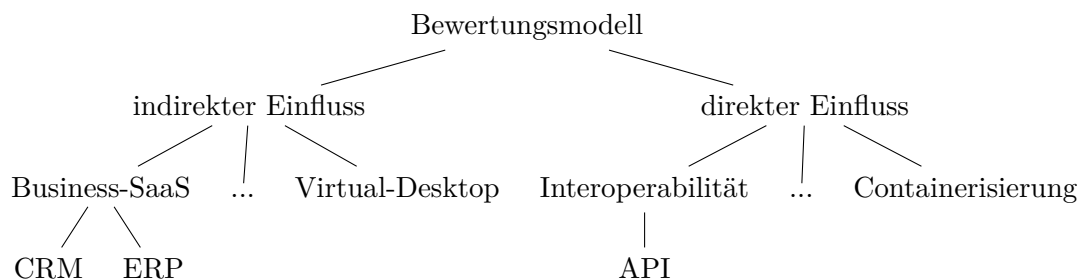 Bewertungsmodell
indirekter Einfluss direkter Einfluss
Business-SaaS ... Virtual-Desktop Interoperabilität ... Containerisierung
CRM ERP API